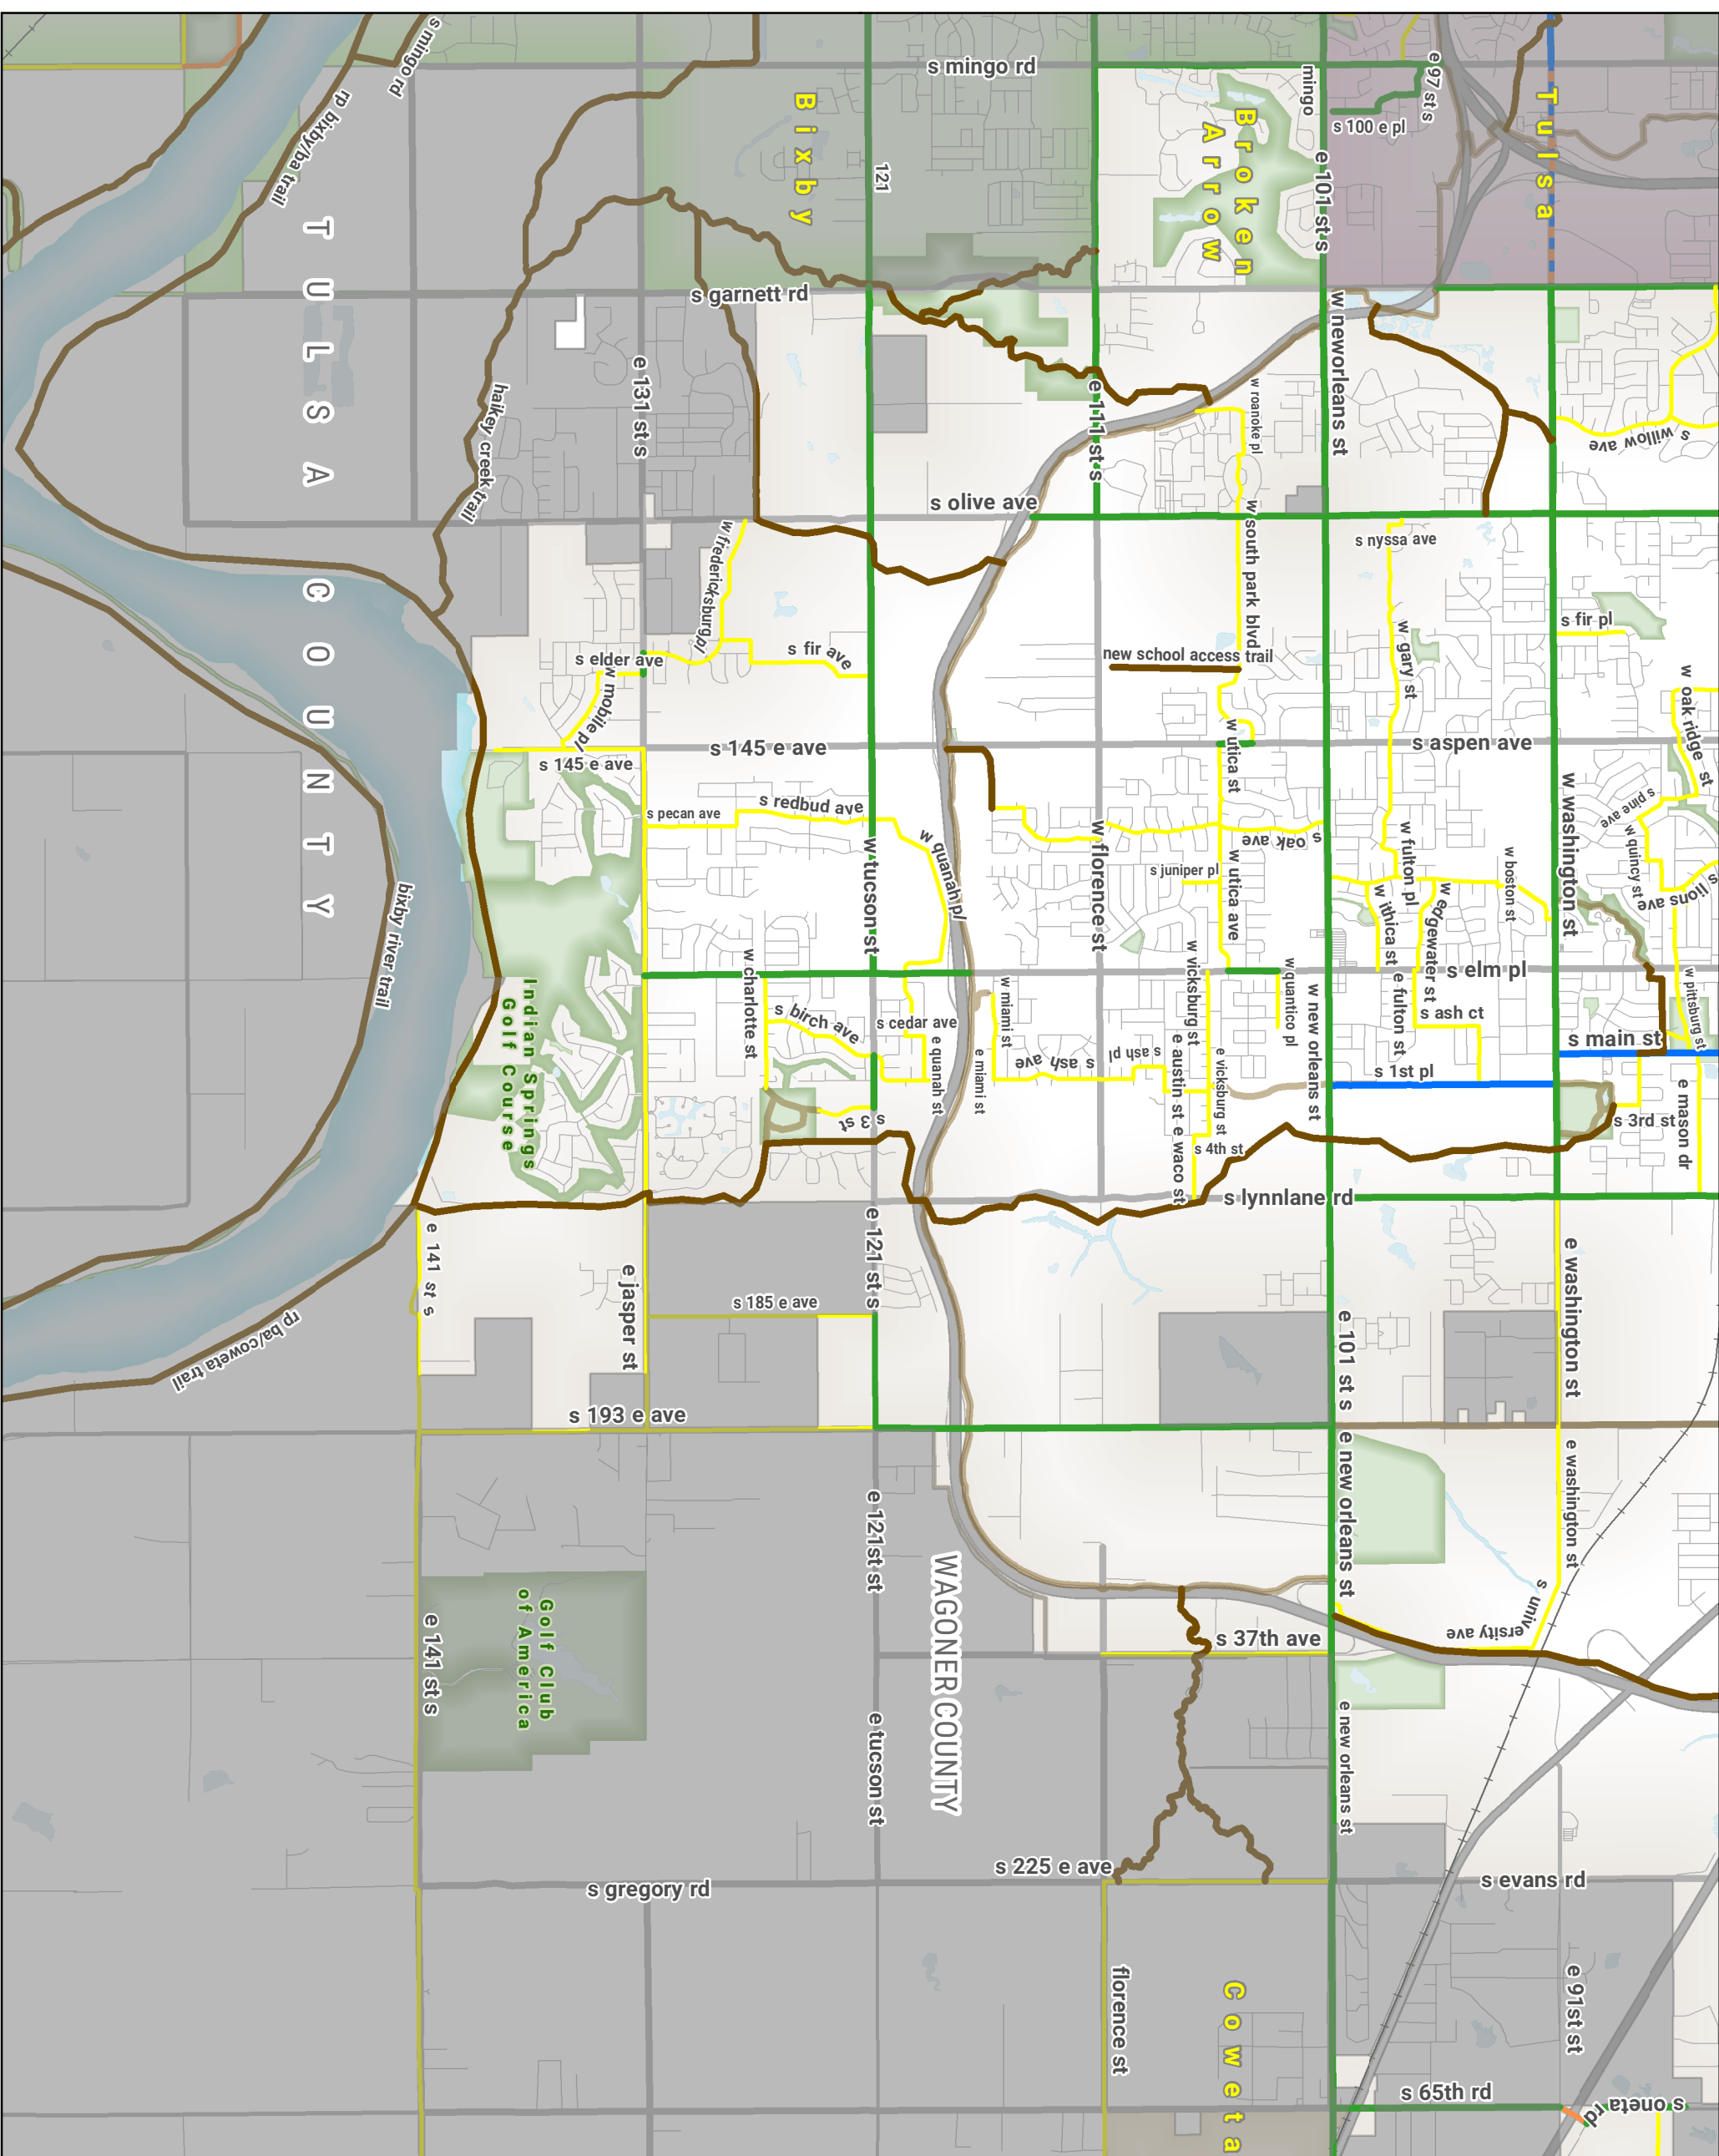 s mingo rd
s mingo rd
rp bixby/ba trail
Bixby
121
Broken
Arrow
mingo
e 101 st s
e 97 st s
s 100 e pl
Tulsa
TULSA COUNTY
s garnett rd
haikey creek trail
e 131 st s
e 111 st s
w roanoke pl
w neworleans st
s willow ave
s olive ave
w fredericksburg pl
s elder ave
w mobile pl
s fir ave
new school access trail
w south park blvd
s nyssa ave
w gary st
s fir pl
w oak ridge st
s 145 e ave
s 145 e ave
s aspen ave
w utica st
s pecan ave
s redbud ave
w quanah pl
w tucson st
w florence st
s oak ave
s juniper pl
w utica ave
w fulton pl
w ithica st
w edgewater st
w boston st
w washington st
s pine ave
w quincy st
s lions ave
bixby river trail
Indian Springs
Golf Course
w charlotte st
s birch ave
s cedar ave
e quanah st
w miami st
e miami st
s ash ave
s ash pl
w vicksburg st
e vicksburg st
e austin st
e waco st
w quantico pl
w new orleans st
s elm pl
e fulton st
s ash ct
s 1st pl
s main st
w pittsburg st
e mason dr
s 3rd st
s 3 st
s 4th st
s lynnlane rd
e 141 st s
rp ba/coweta trail
e jasper st
s 185 e ave
e 121 st s
e 101 st s
e washington st
s 193 e ave
e 121st st
e new orleans st
e washington st
s university ave
Golf Club
of America
e 141 st s
WAGONER COUNTY
s 37th ave
e tucson st
e new orleans st
s 225 e ave
s gregory rd
s evans rd
florence st
Coweta
e 91st st
s 65th rd
s oneta rd